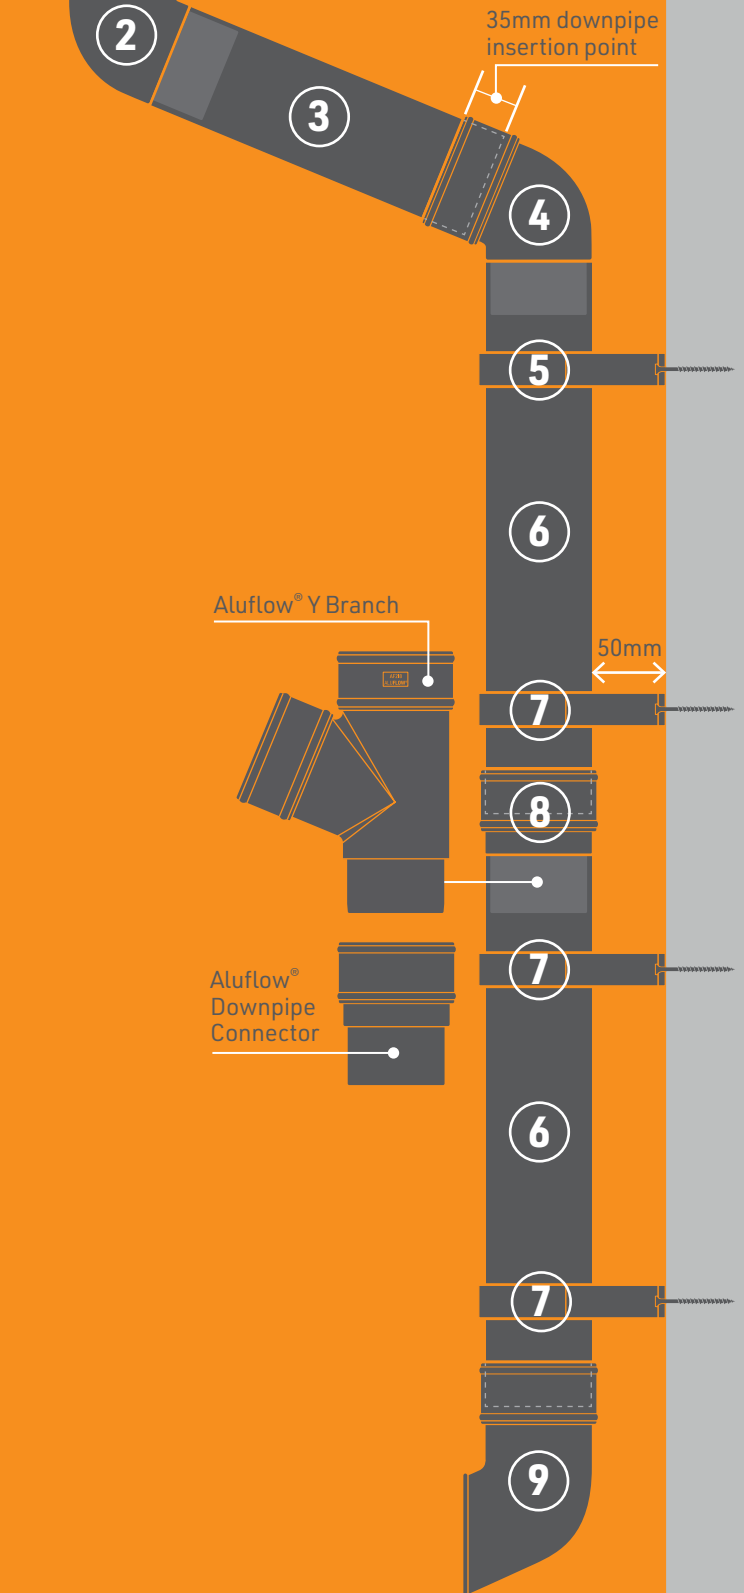 35mm downpipe
insertion point
2
3
4
5
6
Aluflow® Y Branch
50mm
7
8
7
Aluflow®
Downpipe
Connector
6
7
9